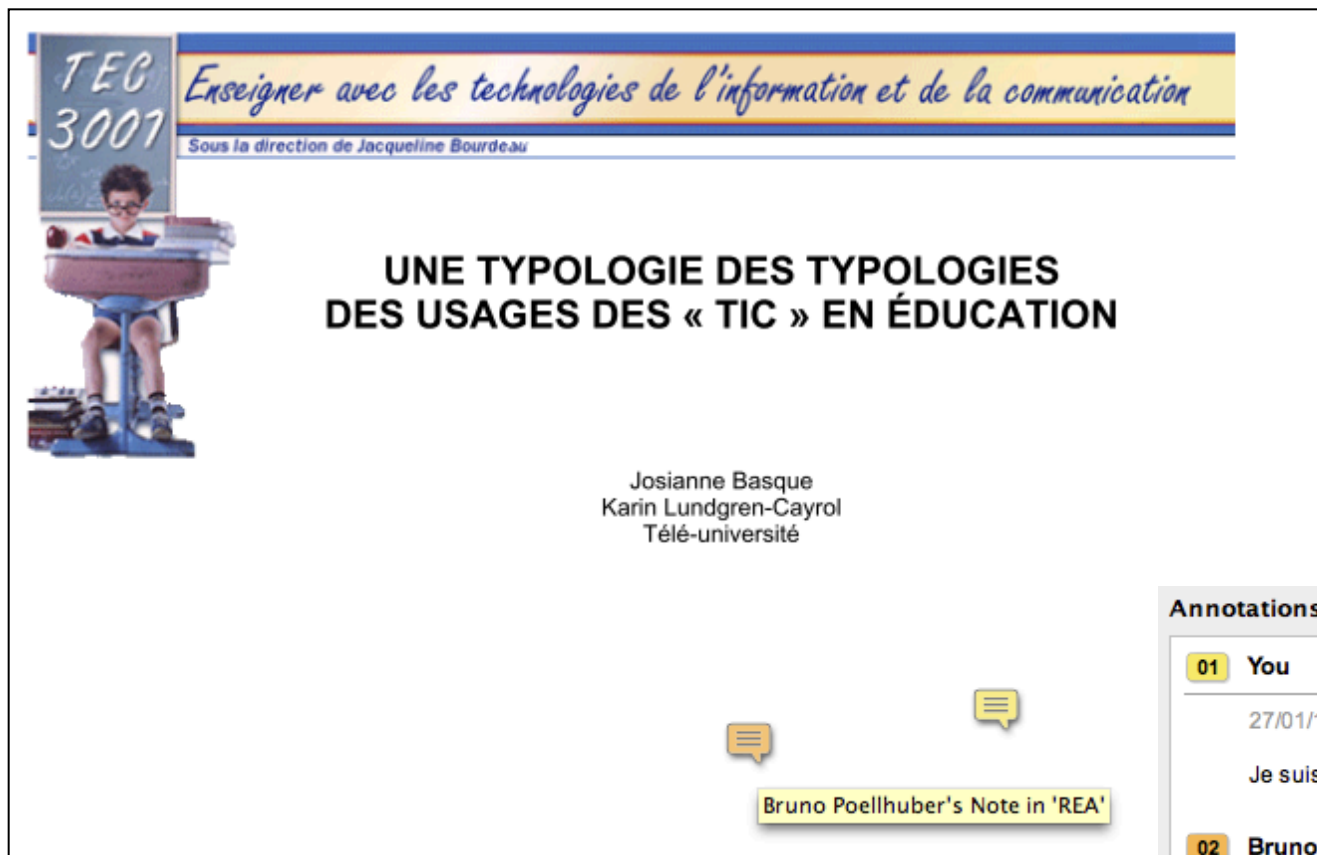 TEC
3001
Enseigner avec les technologies de l'information et de la communication
Sous la direction de Jacqueline Bourdeau
UNE TYPOLOGIE DES TYPOLOGIES
DES USAGES DES « TIC » EN ÉDUCATION
Josianne Basque
Karin Lundgren-Cayrol
Télé-université
Bruno Poellhuber's Note in 'REA'
Annotations
01 You
27/01/
Je suis
02 Bruno